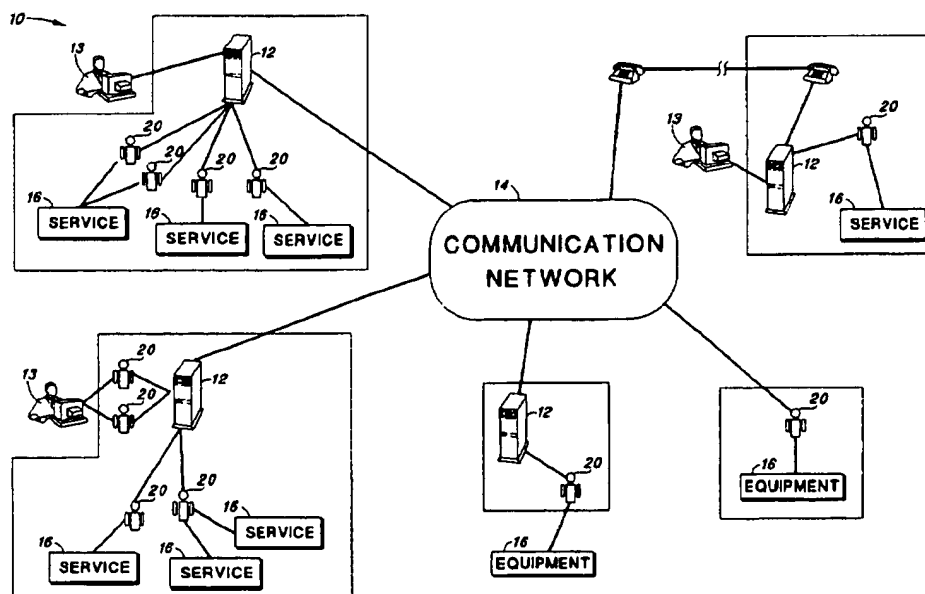 10
13
12
20
20
20
20
16 SERVICE
16 SERVICE
16 SERVICE
14
COMMUNICATION
NETWORK
13
12
20
16 SERVICE
13
20
20
12
20
20
16 SERVICE
16 SERVICE
16 SERVICE
12
20
16 EQUIPMENT
20
16 EQUIPMENT